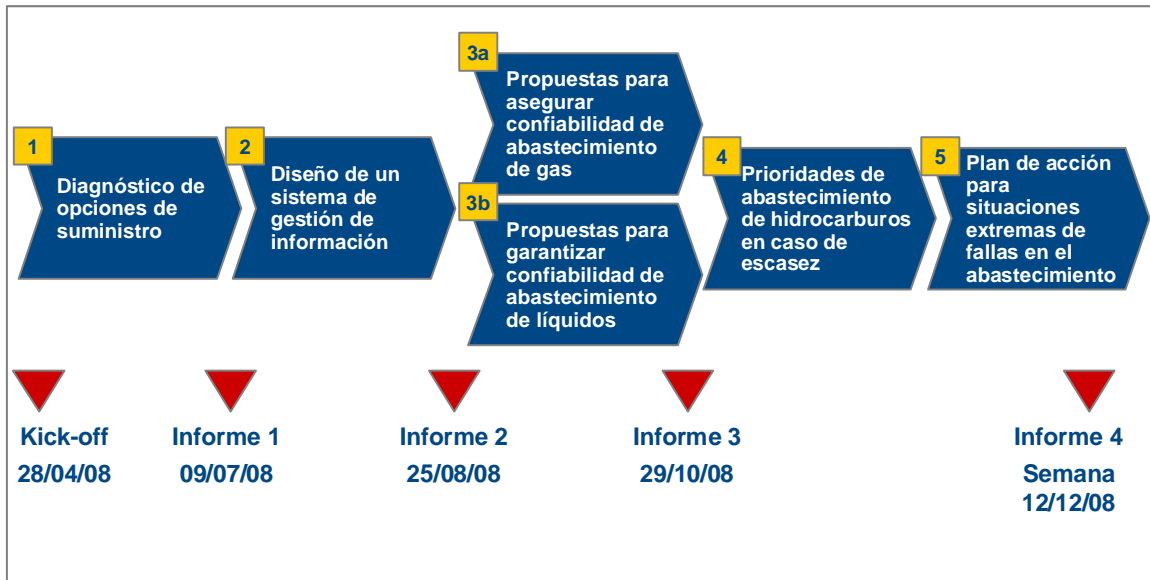 1
Diagnóstico de
opciones de
suministro
2
Diseño de un
sistema de
gestión de
información
3a
Propuestas para
asegurar
confiabilidad de
abastecimiento
de gas
3b
Propuestas para
garantizar
confiabilidad de
abastecimiento
de líquidos
4
Prioridades de
abastecimiento
de hidrocarburos
en caso de
escasez
5
Plan de acción
para
situaciones
extremas de
fallas en el
abastecimiento
Kick-off
28/04/08
Informe 1
09/07/08
Informe 2
25/08/08
Informe 3
29/10/08
Informe 4
Semana
12/12/08